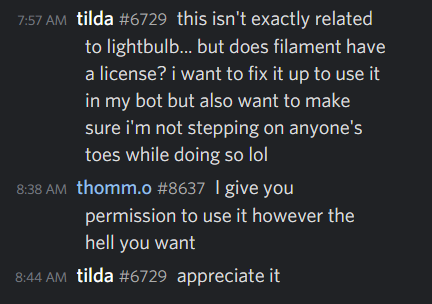 7:57 AM tilda #6729 this isn't exactly related
to lightbulb... but does filament have
a license? i want to fix it up to use it
in my bot but also want to make
sure i'm not stepping on anyone's
toes while doing so lol
8:38 AM thomm.o #8637 I give you
permission to use it however the
hell you want
8:44 AM tilda #6729 appreciate it